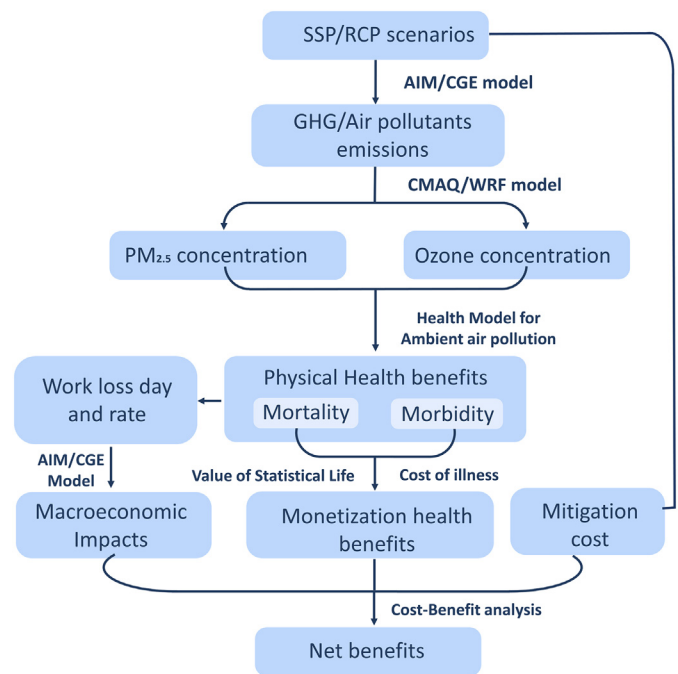 SSP/RCP scenarios
AIM/CGE model
GHG/Air pollutants
emissions
CMAQ/WRF model
PM₂.₅ concentration
Ozone concentration
Health Model for
Ambient air pollution
Physical Health benefits
Mortality
Morbidity
Work loss day
and rate
AIM/CGE
Model
Value of Statistical Life
Cost of illness
Macroeconomic
Impacts
Monetization health
benefits
Mitigation
cost
Cost-Benefit analysis
Net benefits